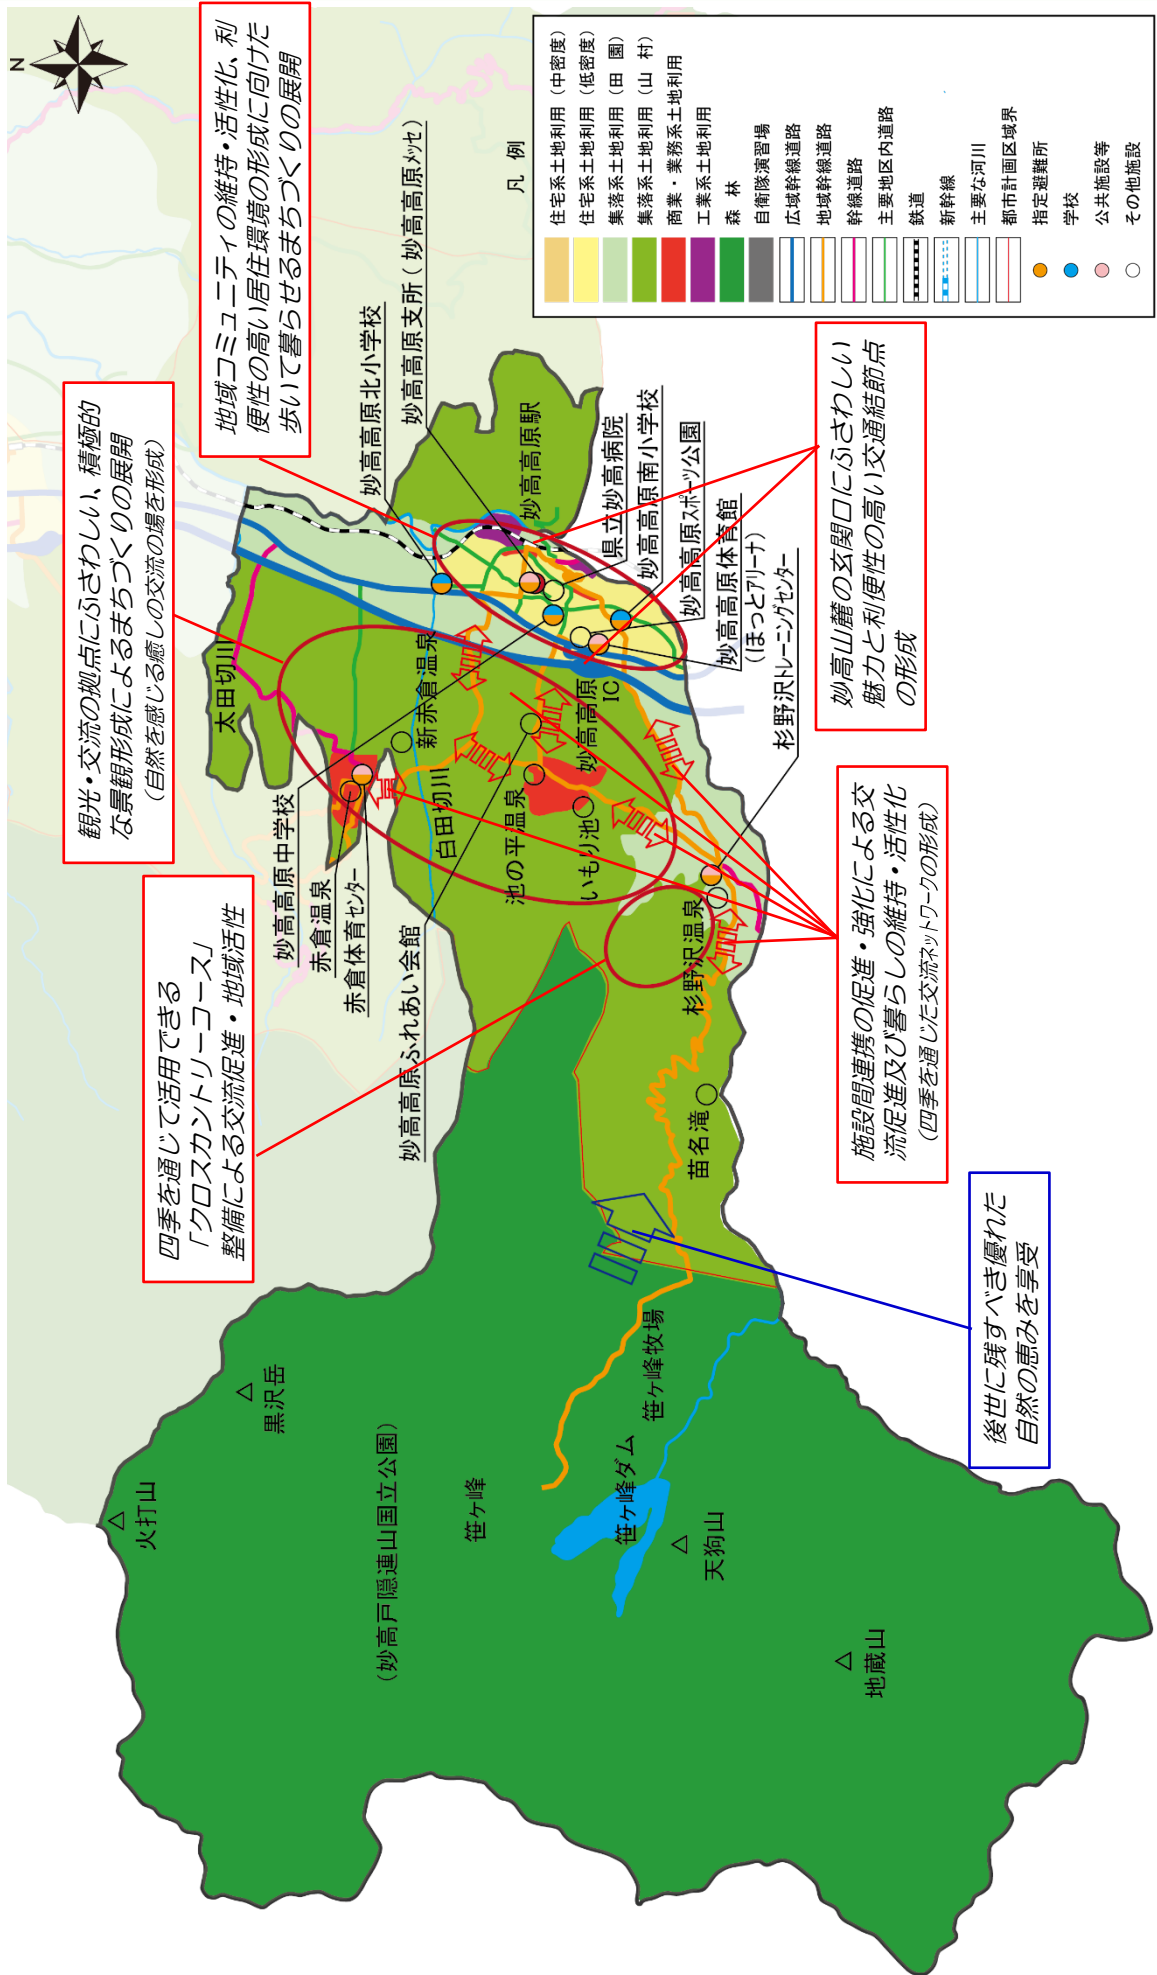 N
地域コミュニティの維持・活性化、利
便性の高い居住環境の形成に向けた
歩いて暮らせるまちづくりの展開
観光・交流の拠点にふさわしい、積極的
な景観形成によるまちづくりの展開
(自然を感じる癒しの交流の場を形成)
四季を通じて活用できる
「クロスカントリーコース」
整備による交流促進・地域活性
妙高山麓の玄関口にふさわしい
魅力と利便性の高い交通結節点
の形成
施設間連携の促進・強化による交
流促進及び暮らしの維持・活性化
(四季を通じた交流ネットワークの形成)
後世に残すべき優れた
自然の恵みを享受
凡 例
住宅系土地利用(中密度)
住宅系土地利用(低密度)
集落系土地利用(田 園)
集落系土地利用(山 村)
商業・業務系土地利用
工業系土地利用
森 林
自衛隊演習場
広域幹線道路
地域幹線道路
幹線道路
主要地区内道路
鉄道
新幹線
主要な河川
都市計画区域界
指定避難所
学校
公共施設等
その他施設
妙高高原北小学校
妙高高原支所(妙高高原メッセ)
妙高高原駅
県立妙高病院
妙高高原南小学校
妙高高原スポーツ公園
妙高高原体育館
(ほっとアリーナ)
杉野沢トレーニングセンター
太田切川
新赤倉温泉
白田切川
妙高高原
IC
池の平温泉
いもり池
妙高高原中学校
赤倉温泉
赤倉体育センター
妙高高原ふれあい会館
杉野沢温泉
苗名滝
笹ヶ峰牧場
笹ヶ峰ダム
笹ヶ峰
黒沢岳
火打山
(妙高戸隠連山国立公園)
天狗山
地蔵山